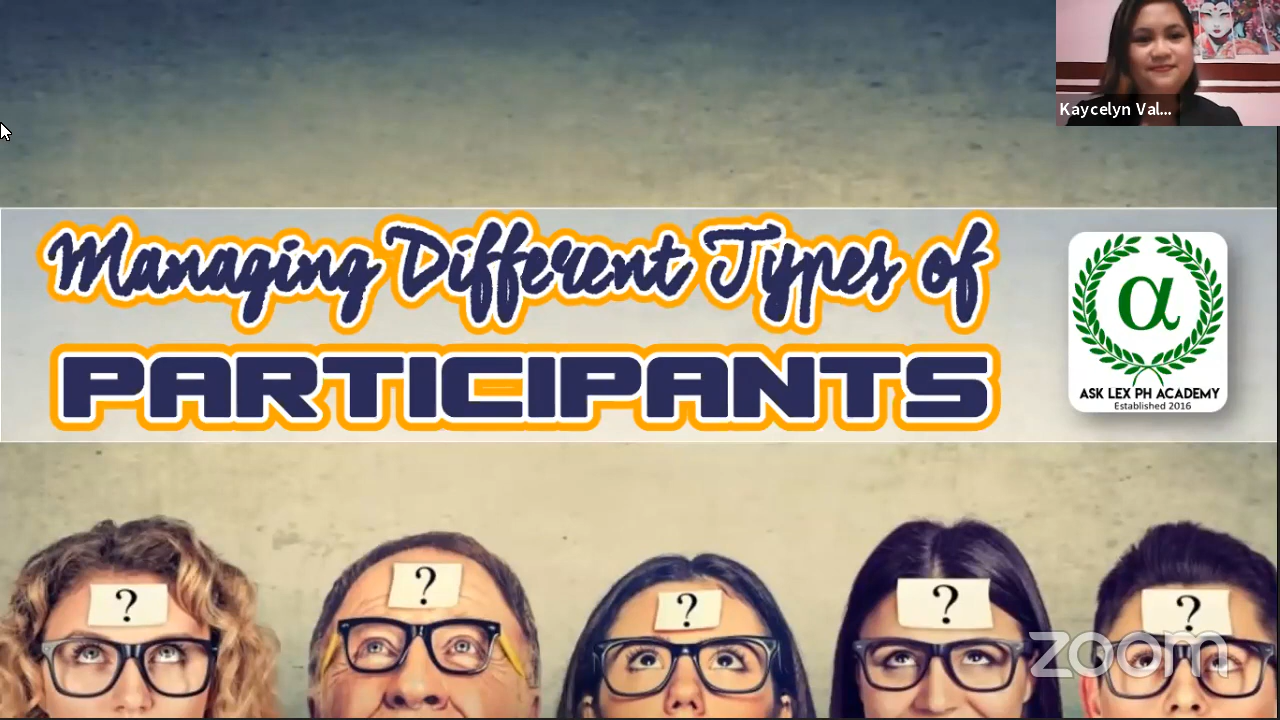 Kaycelyn Val...
Managing Different Types of
PARTICIPANTS
α
ASK LEX PH ACADEMY
Established 2016
? ? ? ? ?
zoom